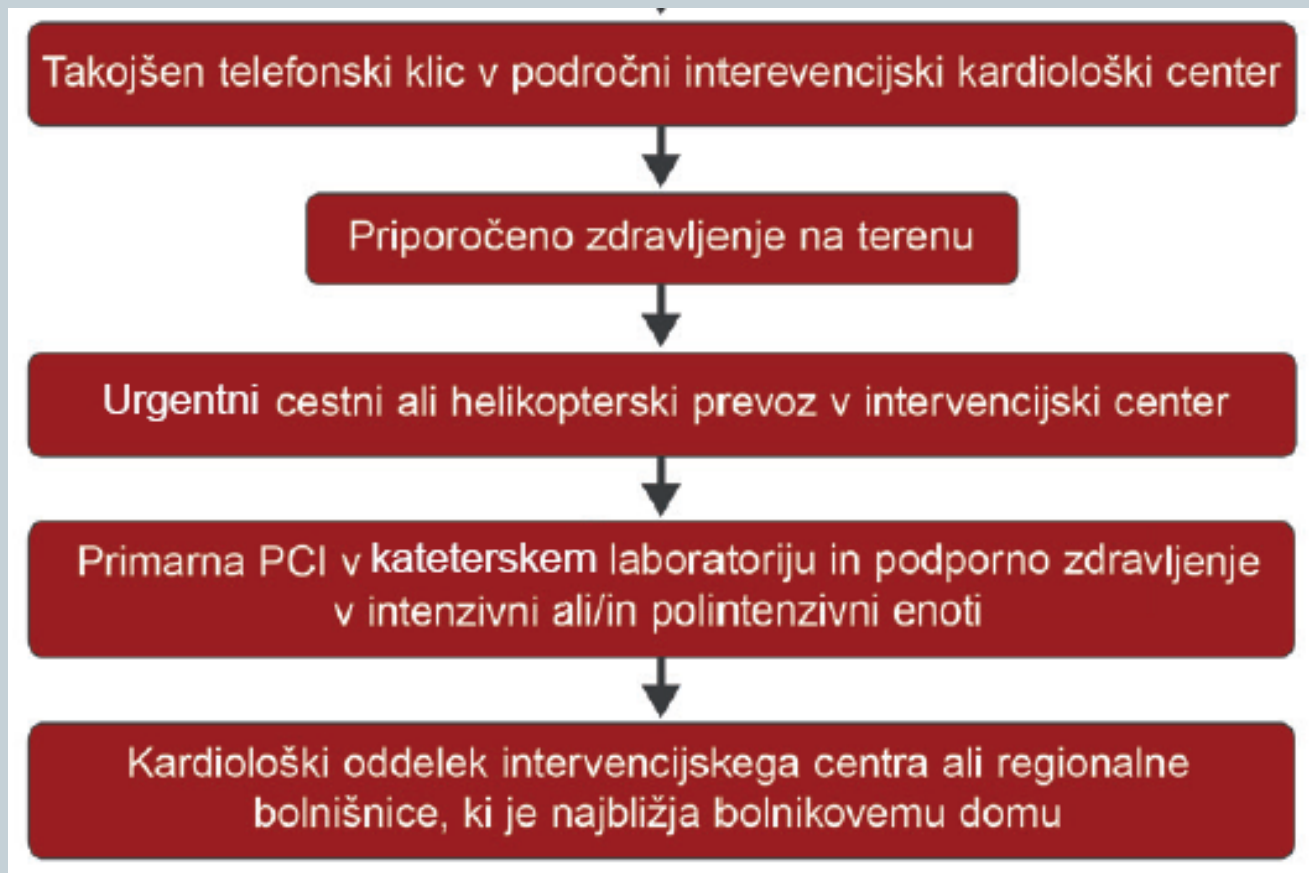 Takojšen telefonski klic v področni interevencijski kardiološki center
Priporočeno zdravljenje na terenu
Urgentni cestni ali helikopterski prevoz v intervencijski center
Primarna PCI v kateterskem laboratoriju in podporno zdravljenje
v intenzivni ali/in polintenzivni enoti
Kardiološki oddelek intervencijskega centra ali regionalne
bolnišnice, ki je najbližja bolnikovemu domu